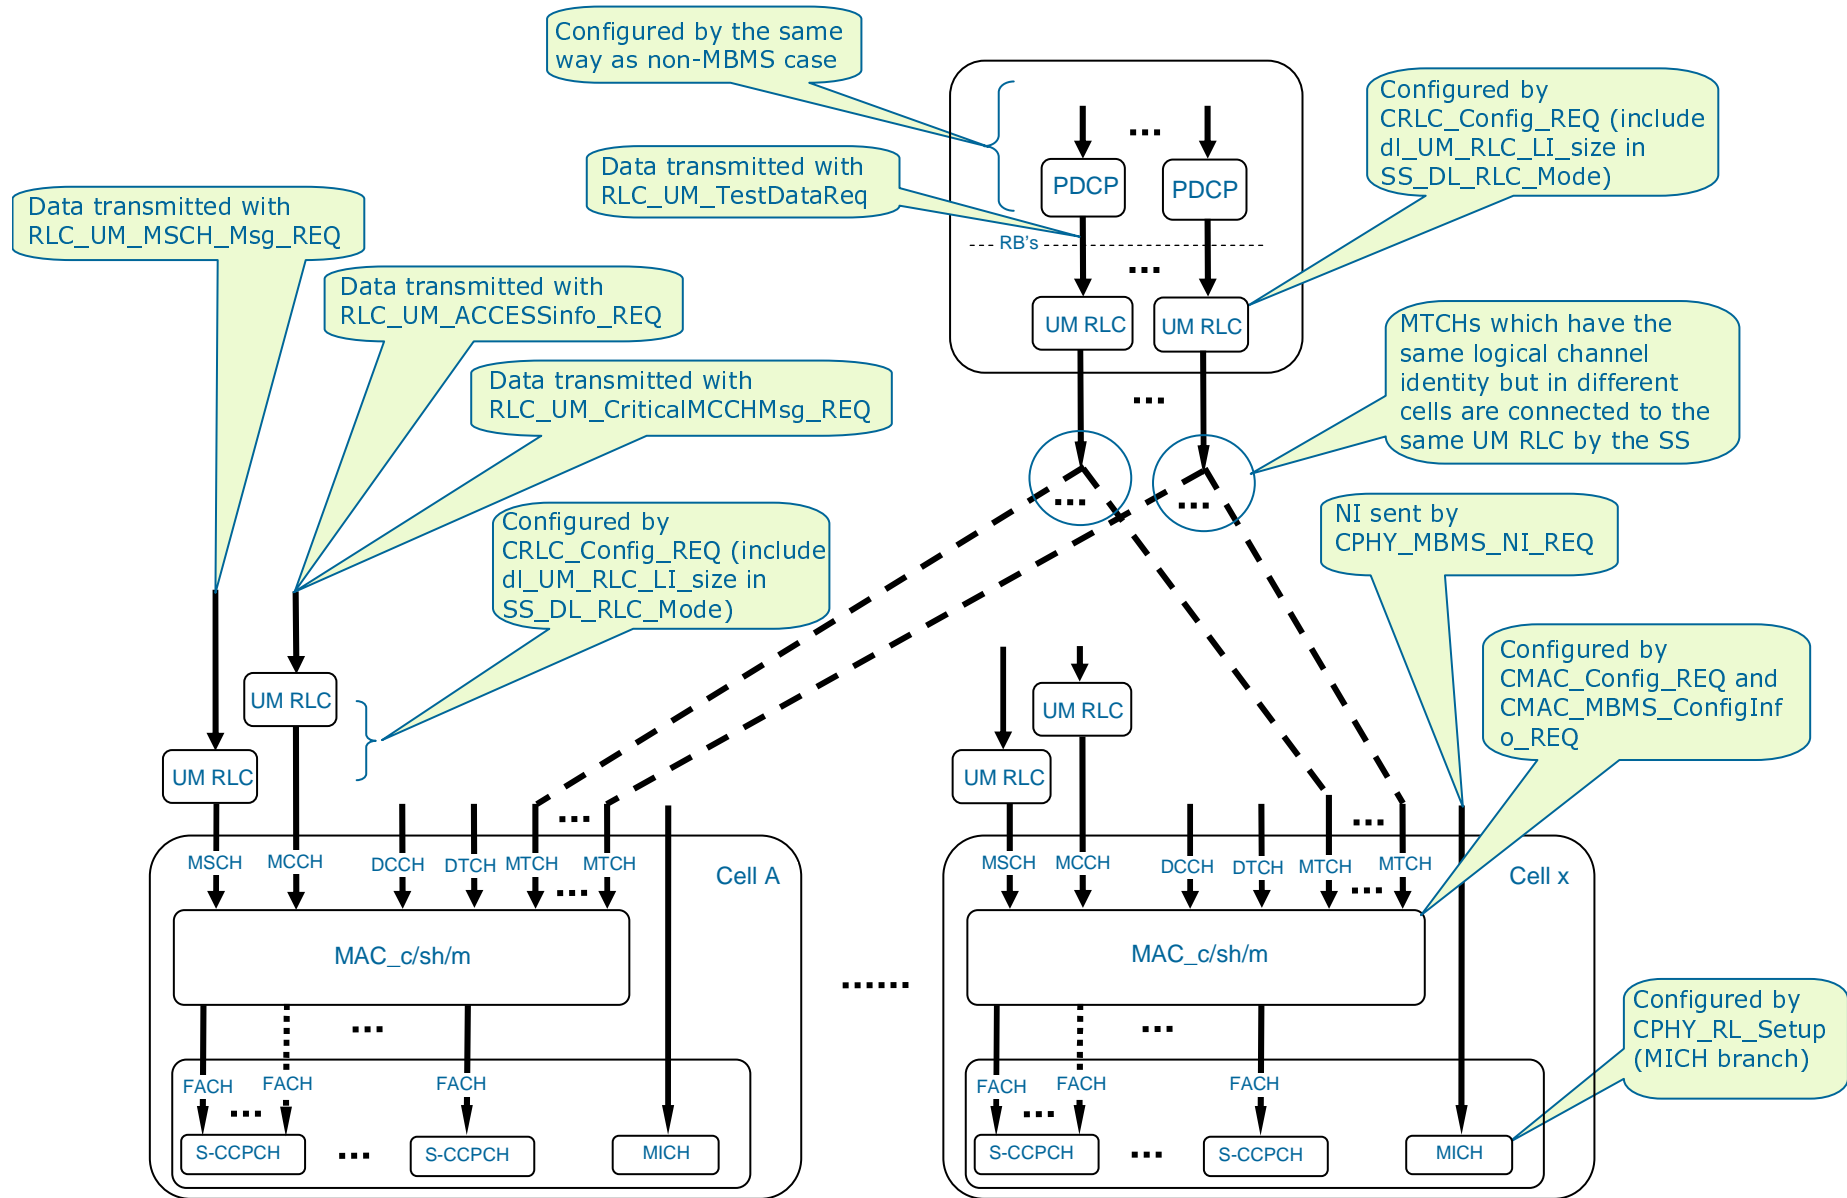 Configured by the same
way as non-MBMS case
Configured by
CRLC_Config_REQ (include
dl_UM_RLC_LI_size in
SS_DL_RLC_Mode)
Data transmitted with
RLC_UM_TestDataReq
PDCP
PDCP
Data transmitted with
RLC_UM_MSCH_Msg_REQ
RB's
Data transmitted with
RLC_UM_ACCESSinfo_REQ
UM RLC
UM RLC
MTCHs which have the
same logical channel
identity but in different
cells are connected to the
same UM RLC by the SS
Data transmitted with
RLC_UM_CriticalMCCHMsg_REQ
NI sent by
CPHY_MBMS_NI_REQ
Configured by
CRLC_Config_REQ (include
dl_UM_RLC_LI_size in
SS_DL_RLC_Mode)
Configured by
CMAC_Config_REQ and
CMAC_MBMS_ConfigInf
o_REQ
UM RLC
UM RLC
UM RLC
UM RLC
MSCH
MCCH
DCCH
DTCH
MTCH
MTCH
Cell A
MSCH
MCCH
DCCH
DTCH
MTCH
MTCH
Cell x
MAC_c/sh/m
MAC_c/sh/m
Configured by
CPHY_RL_Setup
(MICH branch)
FACH
FACH
FACH
FACH
FACH
FACH
S-CCPCH
S-CCPCH
MICH
S-CCPCH
S-CCPCH
MICH